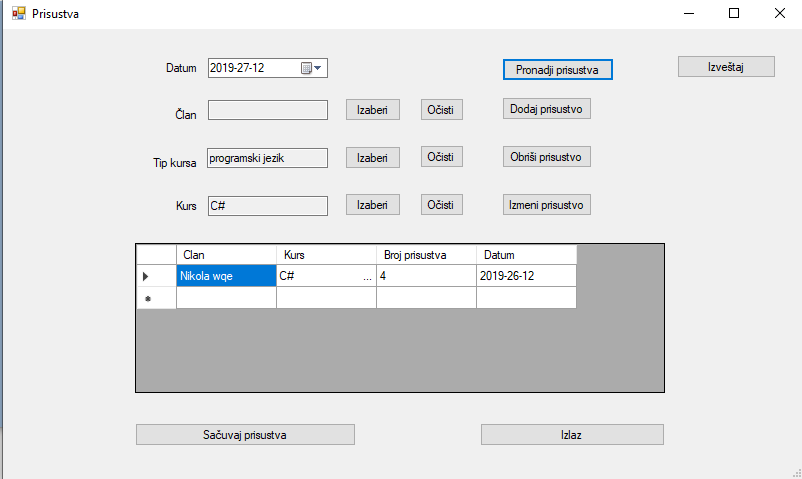 Prisustva
Datum 2019-27-12 Pronadji prisustva Izveštaj
Član Izaberi Očisti Dodaj prisustvo
Tip kursa programski jezik Izaberi Očisti Obriši prisustvo
Kurs C# Izaberi Očisti Izmeni prisustvo
Clan Kurs Broj prisustva Datum
Nikola wqe C# ... 4 2019-26-12
Sačuvaj prisustva Izlaz